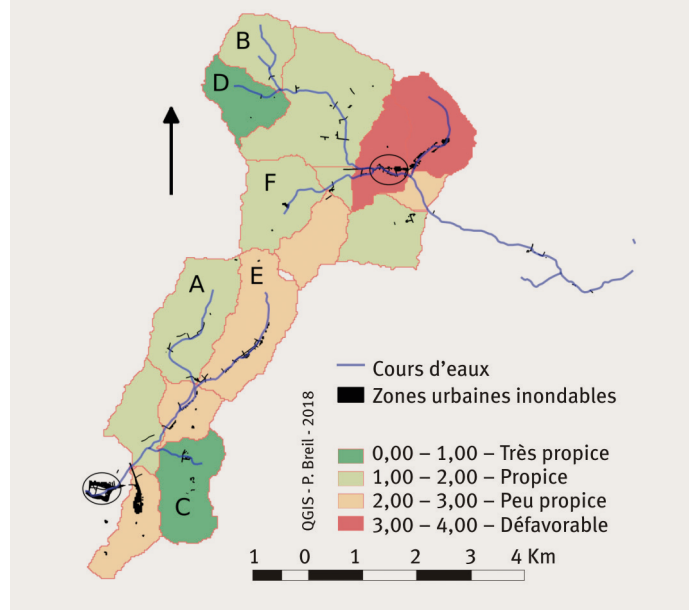 B
D
F
A
E
C
Cours d'eaux
Zones urbaines inondables
QGIS - P. Breil - 2018
0,00 – 1,00 – Très propice
1,00 – 2,00 – Propice
2,00 – 3,00 – Peu propice
3,00 – 4,00 – Défavorable
1 0 1 2 3 4 Km